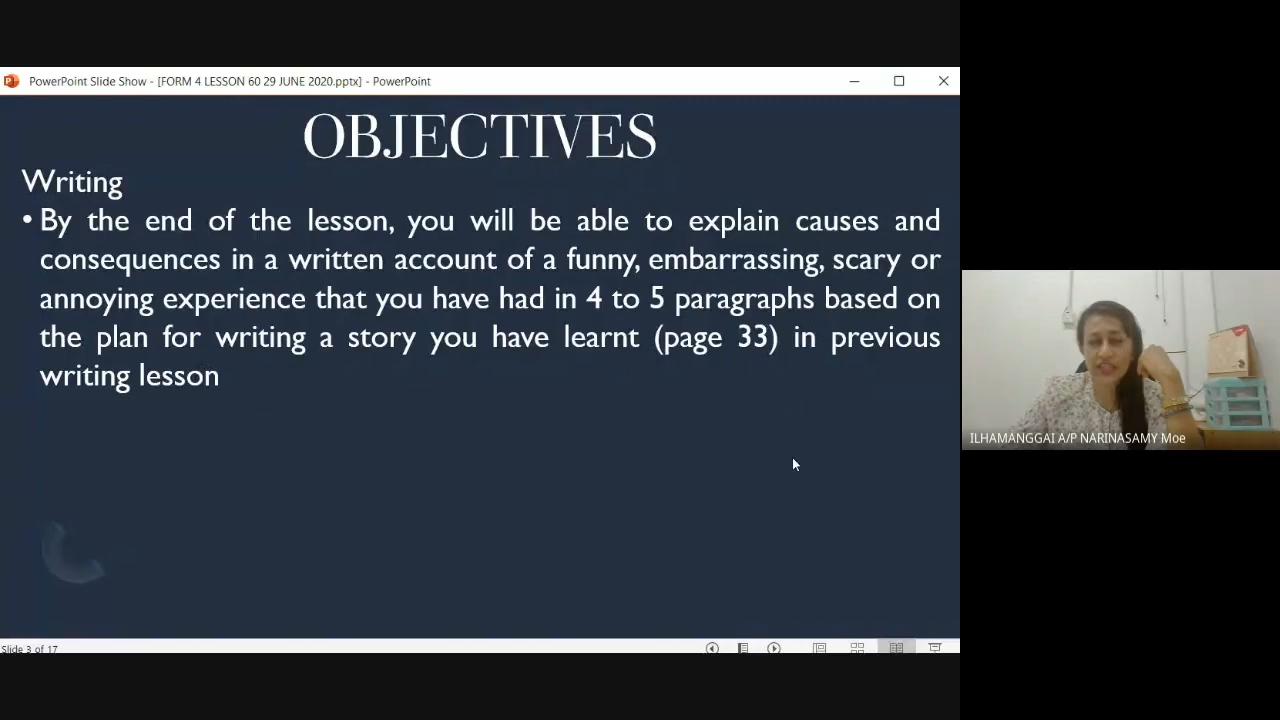 PowerPoint Slide Show - [FORM 4 LESSON 60 29 JUNE 2020.pptx] - PowerPoint
OBJECTIVES
Writing
• By the end of the lesson, you will be able to explain causes and
consequences in a written account of a funny, embarrassing, scary or
annoying experience that you have had in 4 to 5 paragraphs based on
the plan for writing a story you have learnt (page 33) in previous
writing lesson
ILHAMANGGAI A/P NARINASAMY Moe
Slide 3 of 17